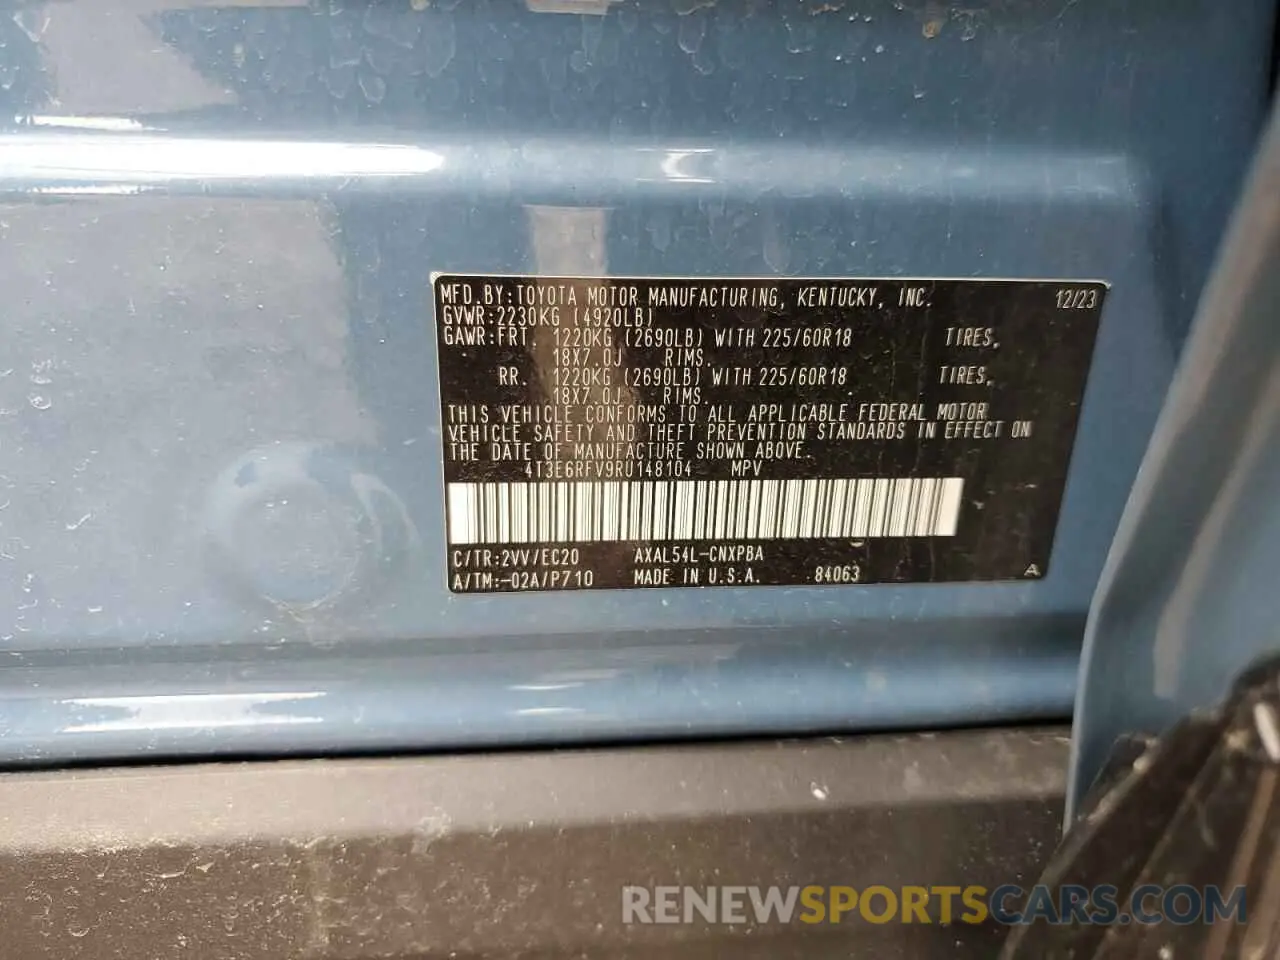 MFD.BY:TOYOTA MOTOR MANUFACTURING, KENTUCKY, INC. 12/23
GVWR:2230KG (4920LB)
GAWR:FRT. 1220KG (2690LB) WITH 225/60R18 TIRES,
18X7.0J RIMS.
RR. 1220KG (2690LB) WITH 225/60R18 TIRES,
18X7.0J RIMS.
THIS VEHICLE CONFORMS TO ALL APPLICABLE FEDERAL MOTOR
VEHICLE SAFETY AND THEFT PREVENTION STANDARDS IN EFFECT ON
THE DATE OF MANUFACTURE SHOWN ABOVE.
4T3E6RFV9RU148104 MPV
C/TR:2VV/EC20 AXAL54L-CNXPBA
A/TM:-02A/P710 MADE IN U.S.A. 84063 A
RENEWSPORTSCARS.COM